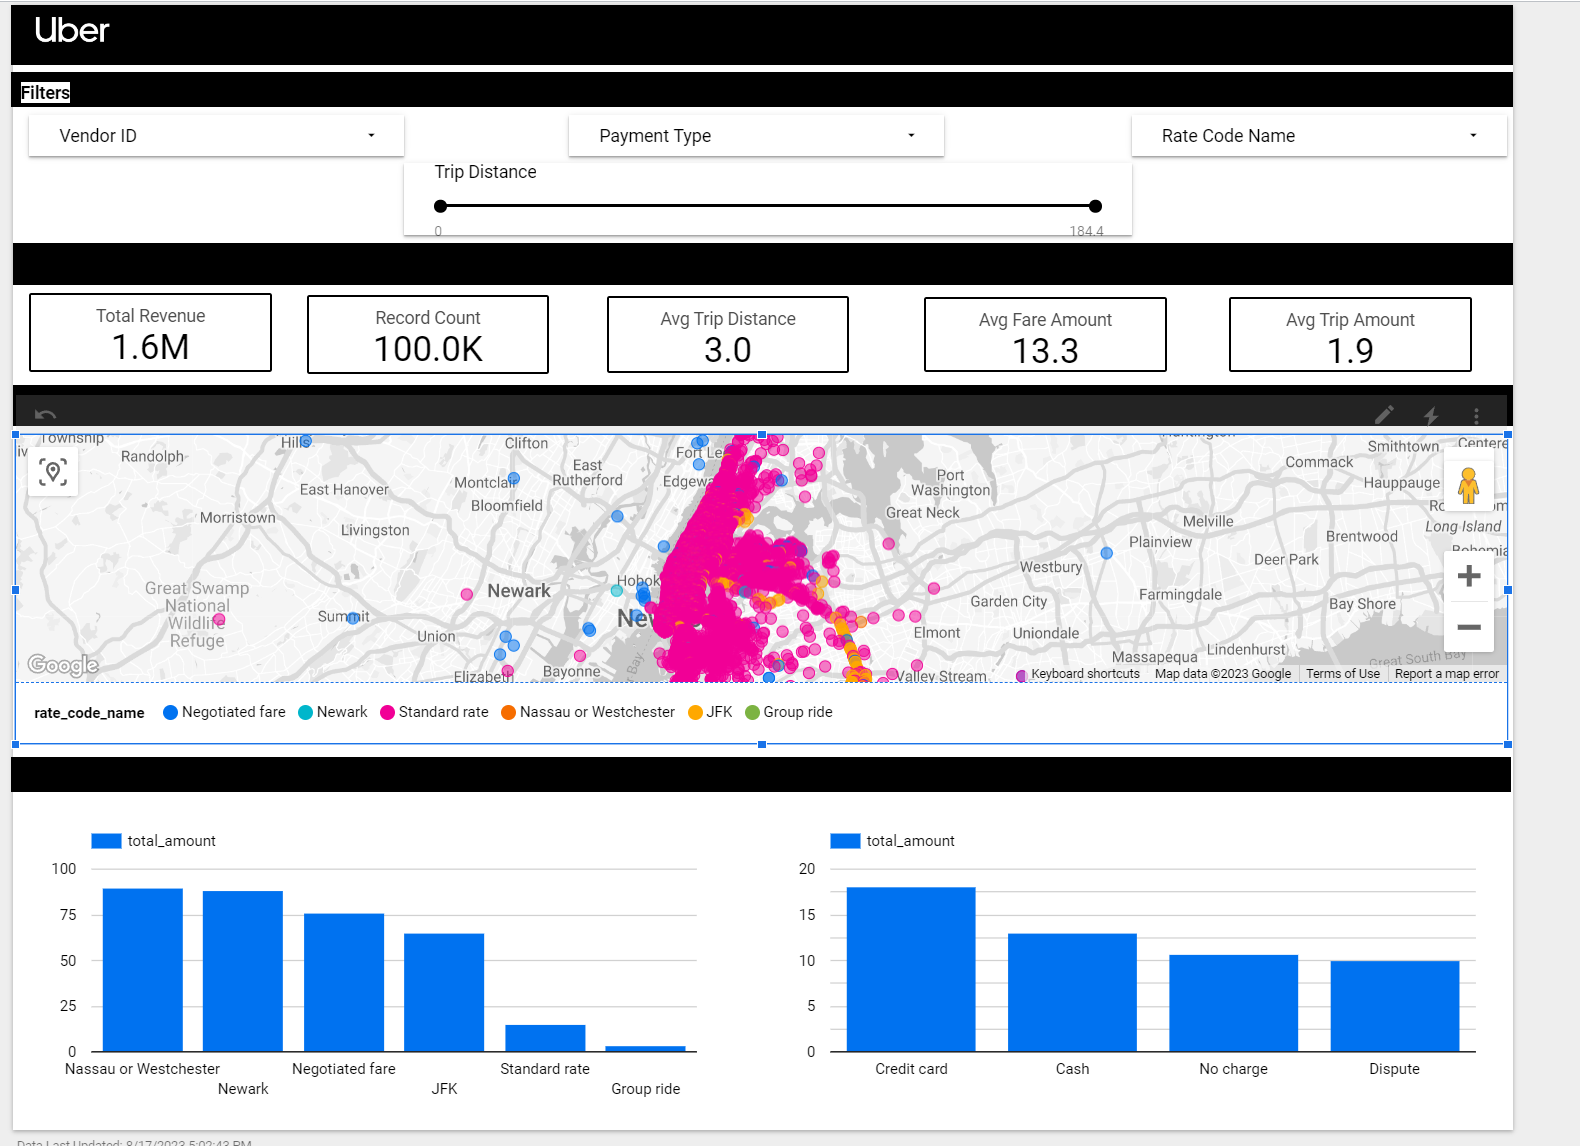 Uber
Filters
Vendor ID
Payment Type
Rate Code Name
Trip Distance
0
184.4
Total Revenue
1.6M
Record Count
100.0K
Avg Trip Distance
3.0
Avg Fare Amount
13.3
Avg Trip Amount
1.9
Township
Randolph
Hills
Clifton
Fort Lee
East
Rutherford
Montclair
Edgewa
East Hanover
Bloomfield
Morristown
Livingston
Port
Washington
Great Neck
Smithtown
Commack
Hauppauge
Melville
Long Island
Plainview
Brentwood
Deer Park
Westbury
Great Swamp
National
Wildlife
Refuge
Newark
Hobok
Garden City
Farmingdale
Bay Shore
Summit
Union
Elmont
Uniondale
Lindenhurst
Massapequa
Great South Bay
Google
Elizabeth
Bayonne
Bay
Valley Stream
Keyboard shortcuts
Map data ©2023 Google
Terms of Use
Report a map error
rate_code_name
Negotiated fare
Newark
Standard rate
Nassau or Westchester
JFK
Group ride
total_amount
100
75
50
25
0
Nassau or Westchester
Newark
Negotiated fare
JFK
Standard rate
Group ride
total_amount
20
15
10
5
0
Credit card
Cash
No charge
Dispute
Data Last Updated: 8/17/2023 5:02:43 PM